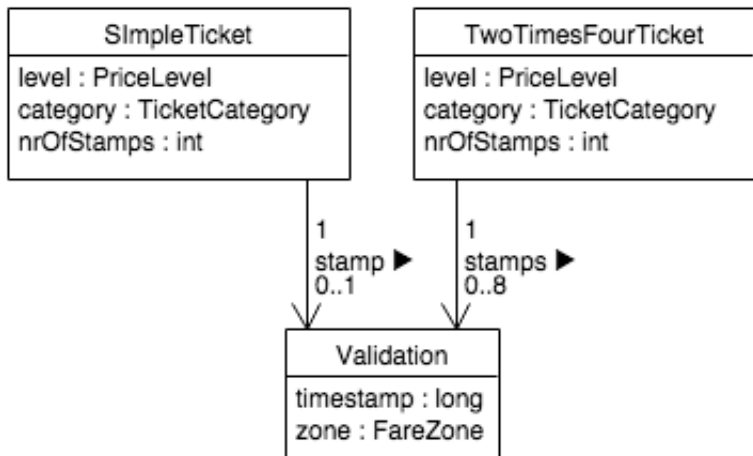 SImpleTicket
level : PriceLevel
category : TicketCategory
nrOfStamps : int
TwoTimesFourTicket
level : PriceLevel
category : TicketCategory
nrOfStamps : int
1
stamp ▶
0..1
1
stamps ▶
0..8
Validation
timestamp : long
zone : FareZone